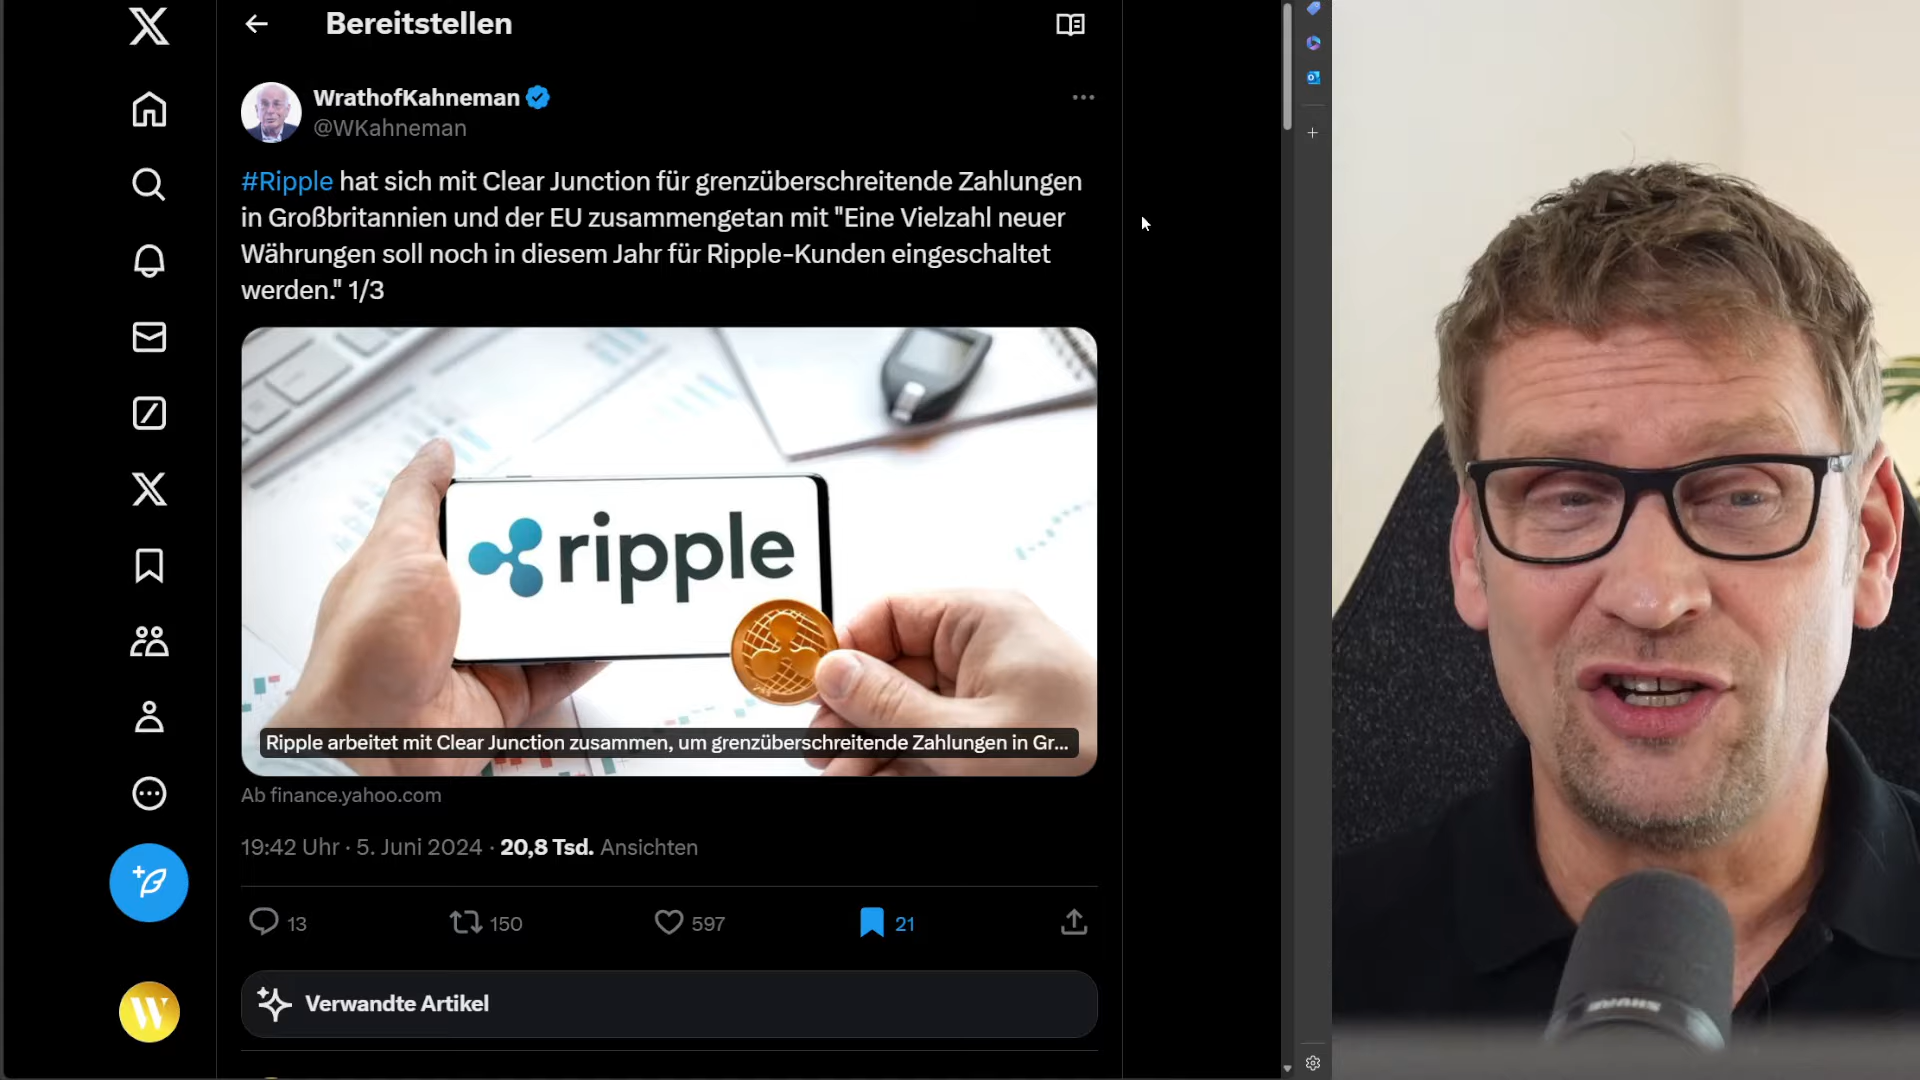 Bereitstellen
WrathofKahneman
@WKahneman
#Ripple hat sich mit Clear Junction für grenzüberschreitende Zahlungen
in Großbritannien und der EU zusammengetan mit "Eine Vielzahl neuer
Währungen soll noch in diesem Jahr für Ripple-Kunden eingeschaltet
werden." 1/3
ripple
Ripple arbeitet mit Clear Junction zusammen, um grenzüberschreitende Zahlungen in Gr...
Ab finance.yahoo.com
19:42 Uhr · 5. Juni 2024 · 20,8 Tsd. Ansichten
13 150 597 21
Verwandte Artikel
W
SHURE